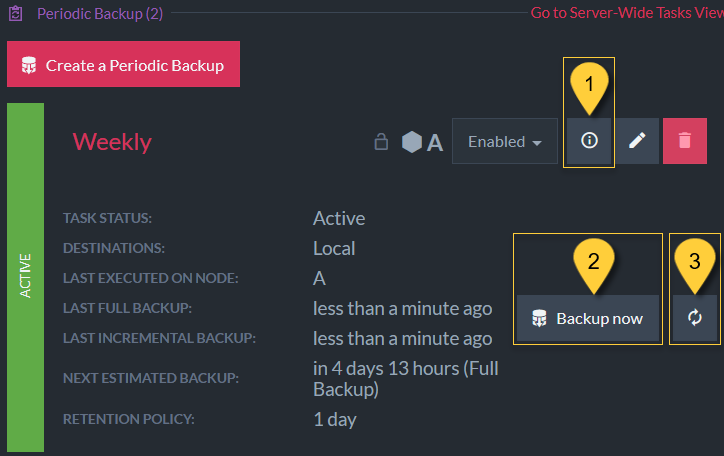 Periodic Backup (2)
Go to Server-Wide Tasks View
Create a Periodic Backup
1
Weekly
A
Enabled
ACTIVE
TASK STATUS: Active
DESTINATIONS: Local
LAST EXECUTED ON NODE: A
LAST FULL BACKUP: less than a minute ago
LAST INCREMENTAL BACKUP: less than a minute ago
NEXT ESTIMATED BACKUP: in 4 days 13 hours (Full
Backup)
RETENTION POLICY: 1 day
2
Backup now
3